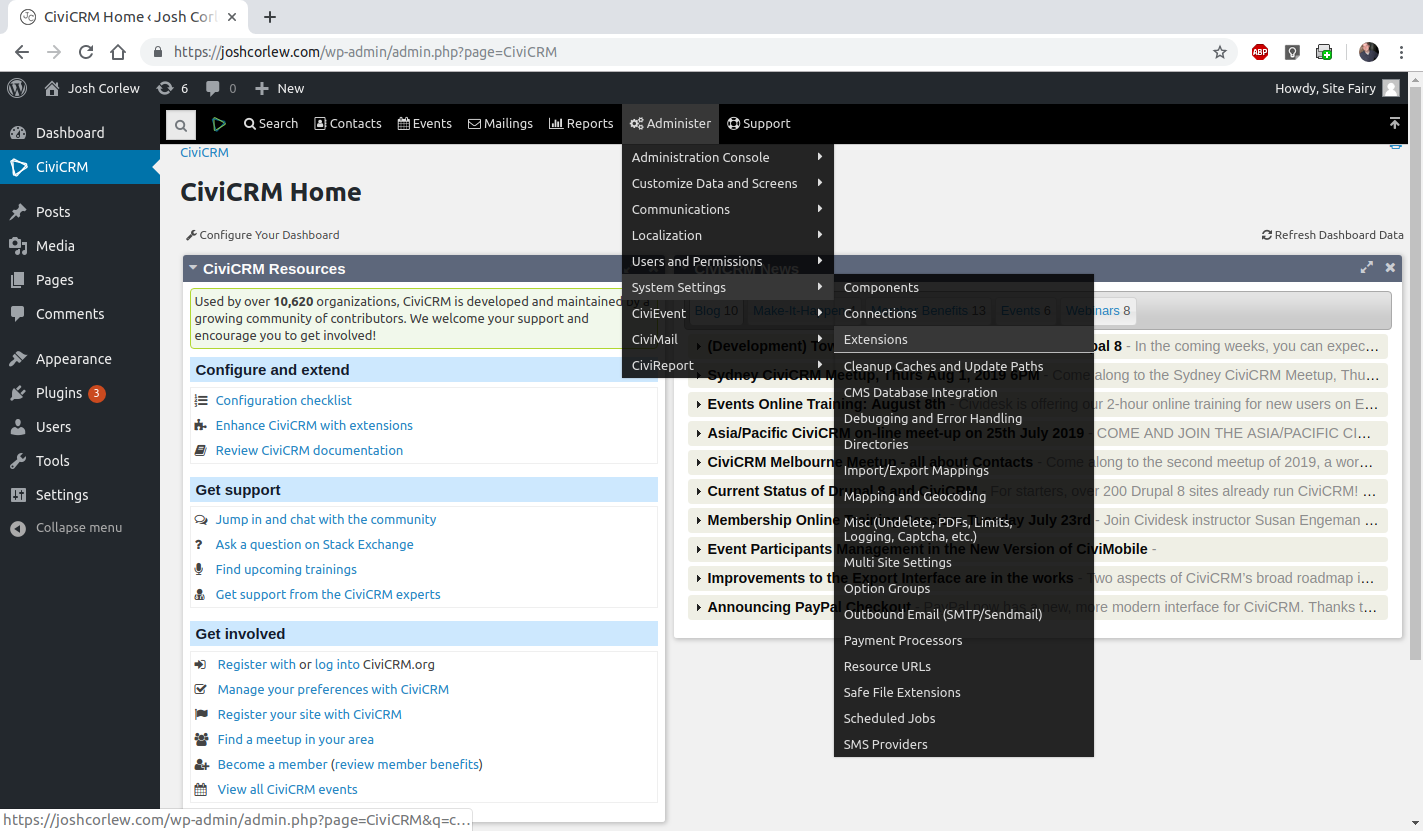 CiviCRM Home ‹ Josh Corl
https://joshcorlew.com/wp-admin/admin.php?page=CiviCRM
ABP
Josh Corlew 6 0 New
Howdy, Site Fairy
Dashboard
CiviCRM
Posts
Media
Pages
Comments
Appearance
Plugins 3
Users
Tools
Settings
Collapse menu
Search Contacts Events Mailings Reports Administer Support
CiviCRM
CiviCRM Home
Configure Your Dashboard
Refresh Dashboard Data
Administration Console
Customize Data and Screens
Communications
Localization
Users and Permissions
System Settings
CiviEvent
CiviMail
CiviReport
Components
Connections
Extensions
Cleanup Caches and Update Paths
CMS Database Integration
Debugging and Error Handling
Directories
Import/Export Mappings
Mapping and Geocoding
Misc (Undelete, PDFs, Limits,
Logging, Captcha, etc.)
Multi Site Settings
Option Groups
Outbound Email (SMTP/Sendmail)
Payment Processors
Resource URLs
Safe File Extensions
Scheduled Jobs
SMS Providers
CiviCRM Resources
Used by over 10,620 organizations, CiviCRM is developed and maintained by a
growing community of contributors. We welcome your support and
encourage you to get involved!
Configure and extend
Configuration checklist
Enhance CiviCRM with extensions
Review CiviCRM documentation
Get support
Jump in and chat with the community
Ask a question on Stack Exchange
Find upcoming trainings
Get support from the CiviCRM experts
Get involved
Register with or log into CiviCRM.org
Manage your preferences with CiviCRM
Register your site with CiviCRM
Find a meetup in your area
Become a member (review member benefits)
View all CiviCRM events
CiviCRM News
Blog 10 Benefits 13 Events 6 Webinars 8
(Development) 8 - In the coming weeks, you can expec...
Sydney CiviCRM Meetup, Thurs Aug 1, 2019 6PM - Come along to the Sydney CiviCRM Meetup, Thu...
Events Online Training: August 8th - Cividesk is offering our 2-hour online training for new users on E...
Asia/Pacific CiviCRM on-line meet-up on 25th July 2019 - COME AND JOIN THE ASIA/PACIFIC CI...
CiviCRM Melbourne Meetup - all about Contacts - Come along to the second meetup of 2019, a wor...
Current Status of Drupal 8 and CiviCRM - For starters, over 200 Drupal 8 sites already run CiviCRM! ...
Membership Online Training Session: Tuesday July 23rd - Join Cividesk instructor Susan Engeman ...
Event Participants Management in the New Version of CiviMobile -
Improvements to the Export Interface are in the works - Two aspects of CiviCRM's broad roadmap i...
Announcing PayPal Checkout - PayPal now has a new, more modern interface for CiviCRM. Thanks t...
https://joshcorlew.com/wp-admin/admin.php?page=CiviCRM&q=c...